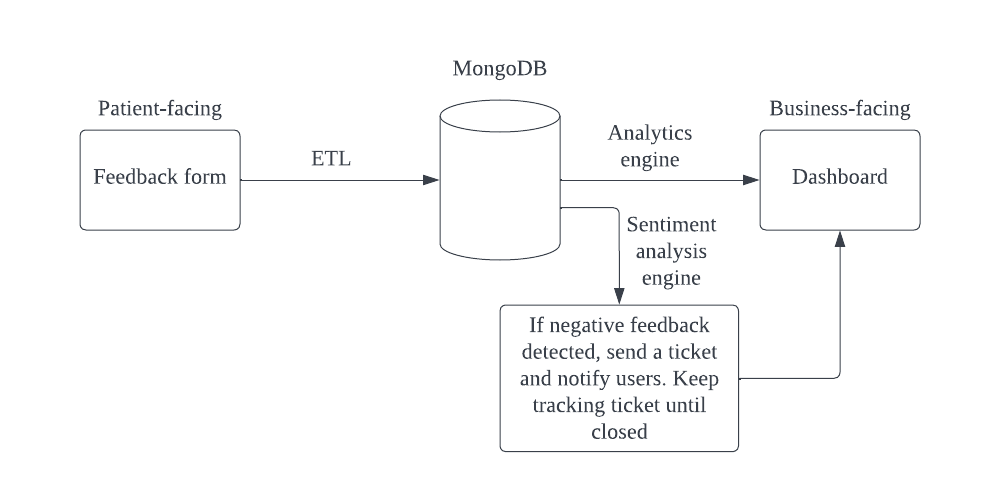 MongoDB
Patient-facing
Feedback form
ETL
Analytics
engine
Business-facing
Dashboard
Sentiment
analysis
engine
If negative feedback
detected, send a ticket
and notify users. Keep
tracking ticket until
closed